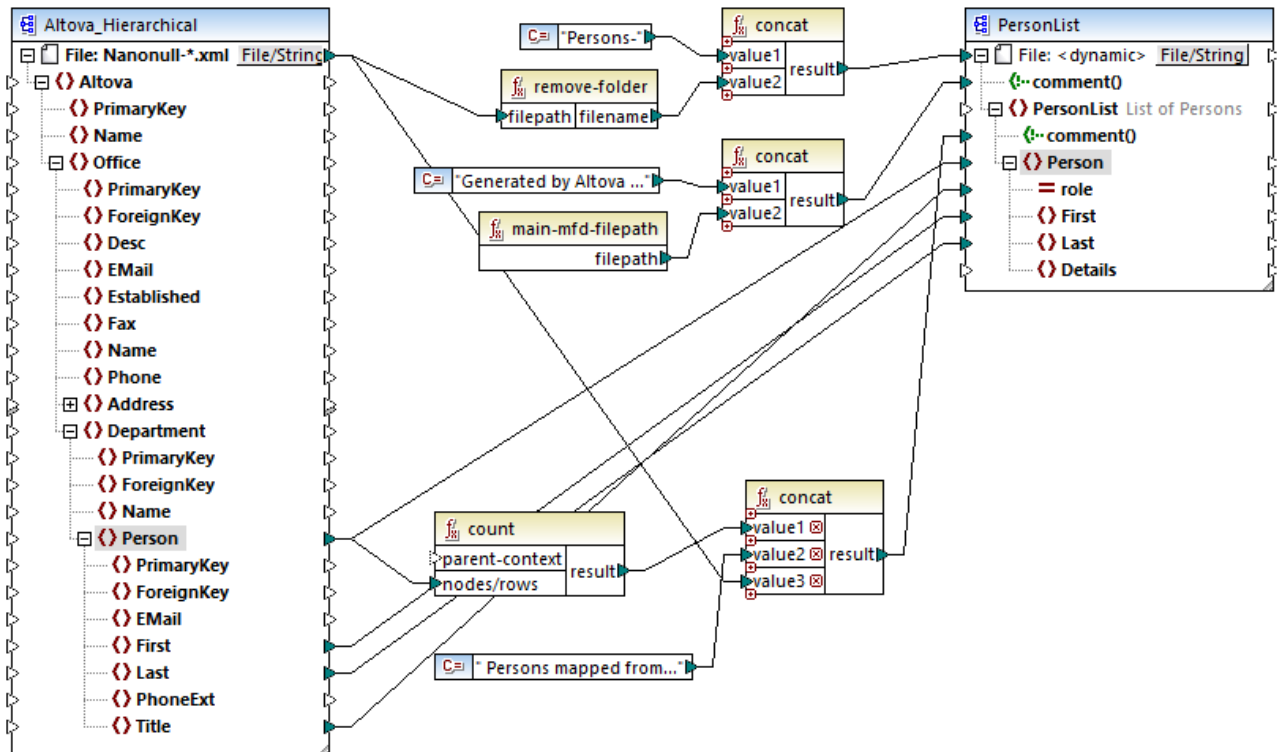 Altova_Hierarchical
File: Nanonull-*.xml File/String
Altova
PrimaryKey
Name
Office
PrimaryKey
ForeignKey
Desc
EMail
Established
Fax
Name
Phone
Address
Department
PrimaryKey
ForeignKey
Name
Person
PrimaryKey
ForeignKey
EMail
First
Last
PhoneExt
Title
C= "Persons-"
concat
value1
value2
result
remove-folder
filepath filename
concat
value1
value2
result
C= "Generated by Altova ..."
main-mfd-filepath
filepath
count
parent-context
nodes/rows
result
concat
value1
value2
value3
result
C= " Persons mapped from..."
PersonList
File: <dynamic> File/String
comment()
PersonList List of Persons
comment()
Person
role
First
Last
Details